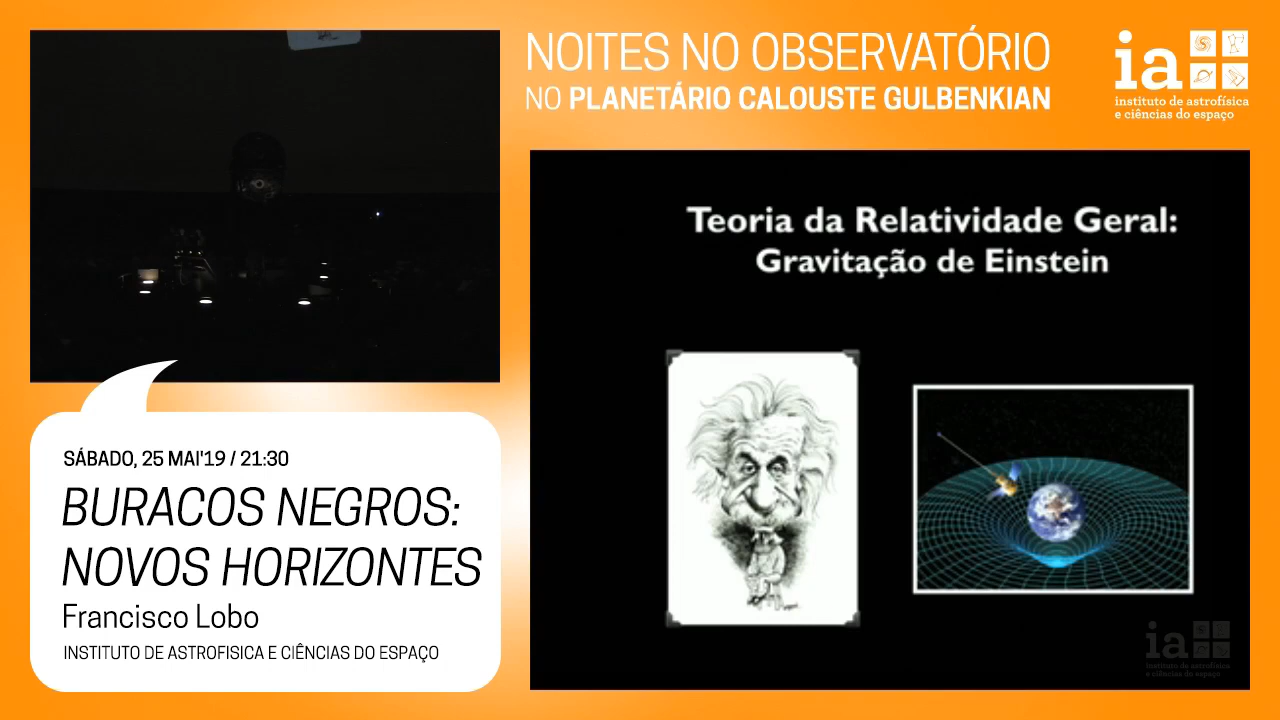 NOITES NO OBSERVATÓRIO
NO PLANETÁRIO CALOUSTE GULBENKIAN
ia
instituto de astrofísica
e ciências do espaço
Teoria da Relatividade Geral:
Gravitação de Einstein
SÁBADO, 25 MAI'19 / 21:30
BURACOS NEGROS:
NOVOS HORIZONTES
Francisco Lobo
INSTITUTO DE ASTROFISICA E CIÊNCIAS DO ESPAÇO
ia
instituto de astrofísica
e ciências do espaço